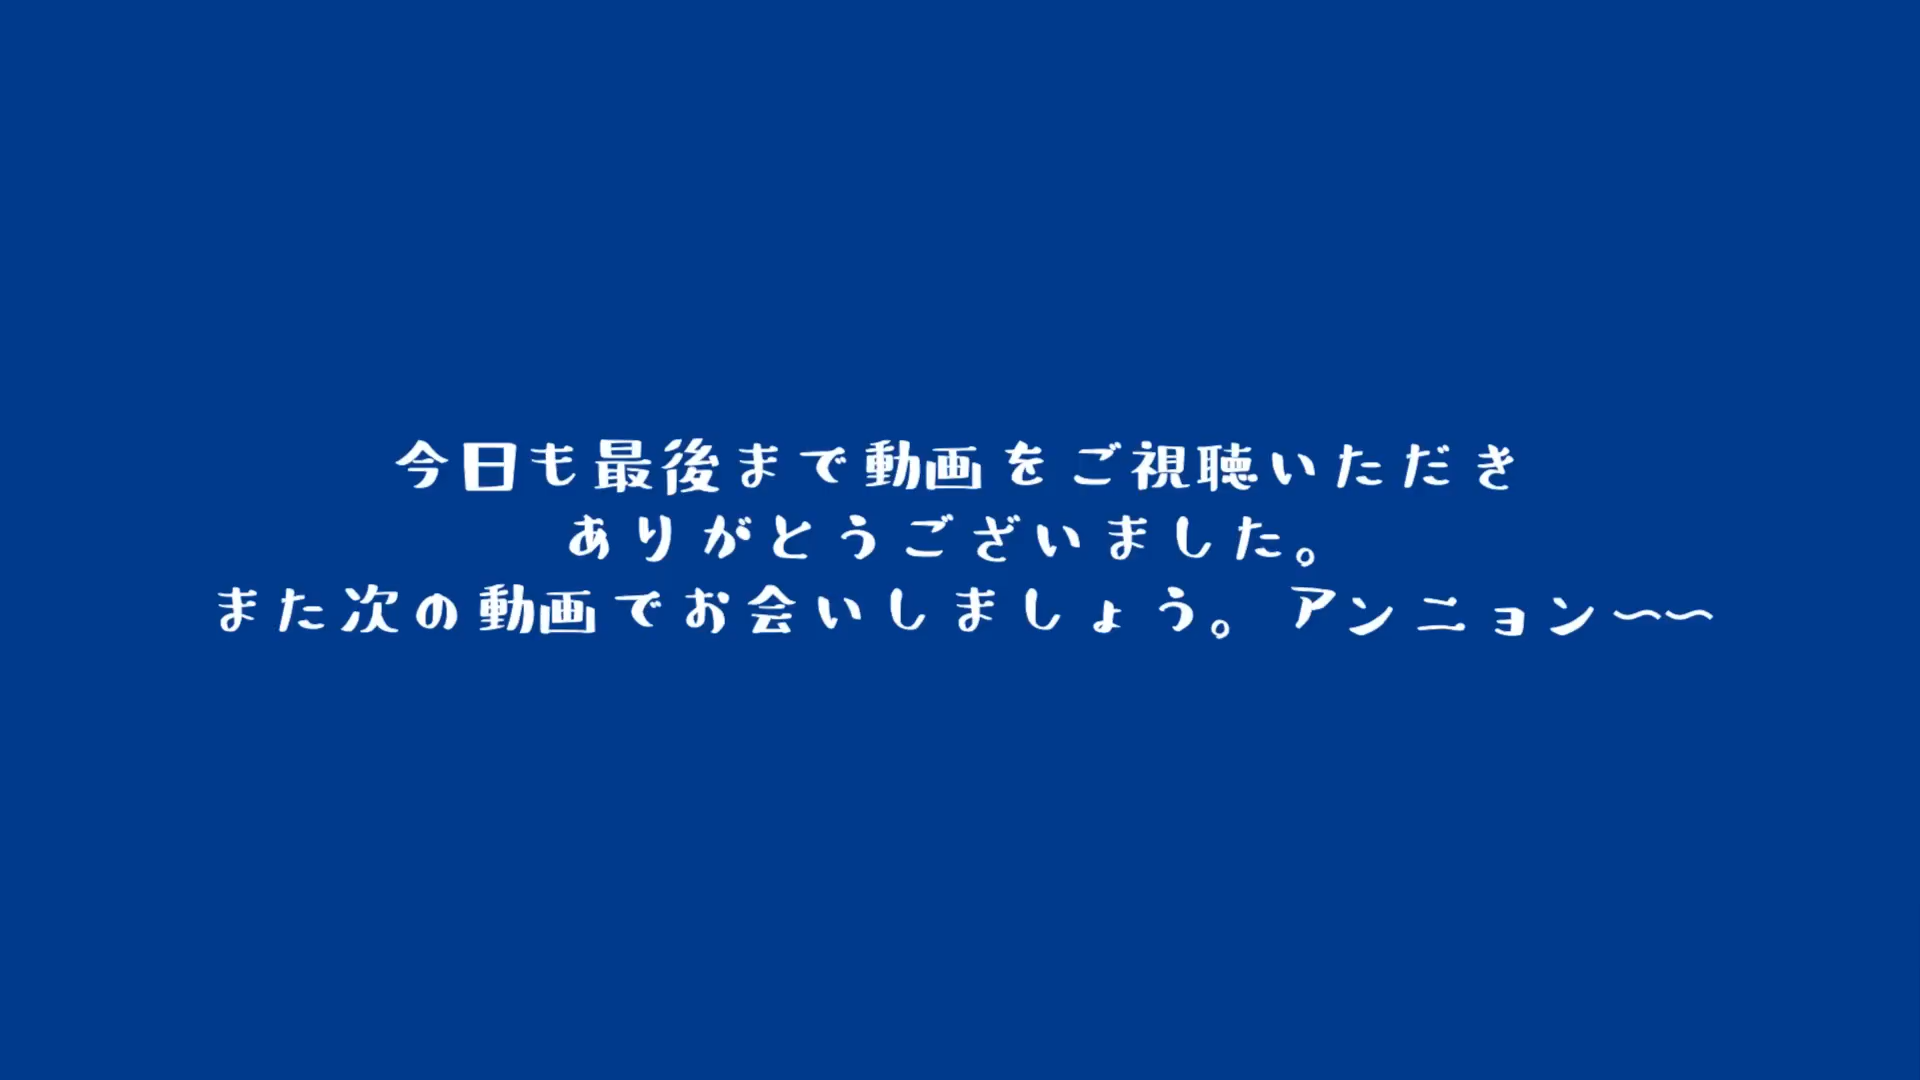 今日も最後まで動画をご視聴いただき
ありがとうございました。
また次の動画でお会いしましょう。アンニョン〜〜